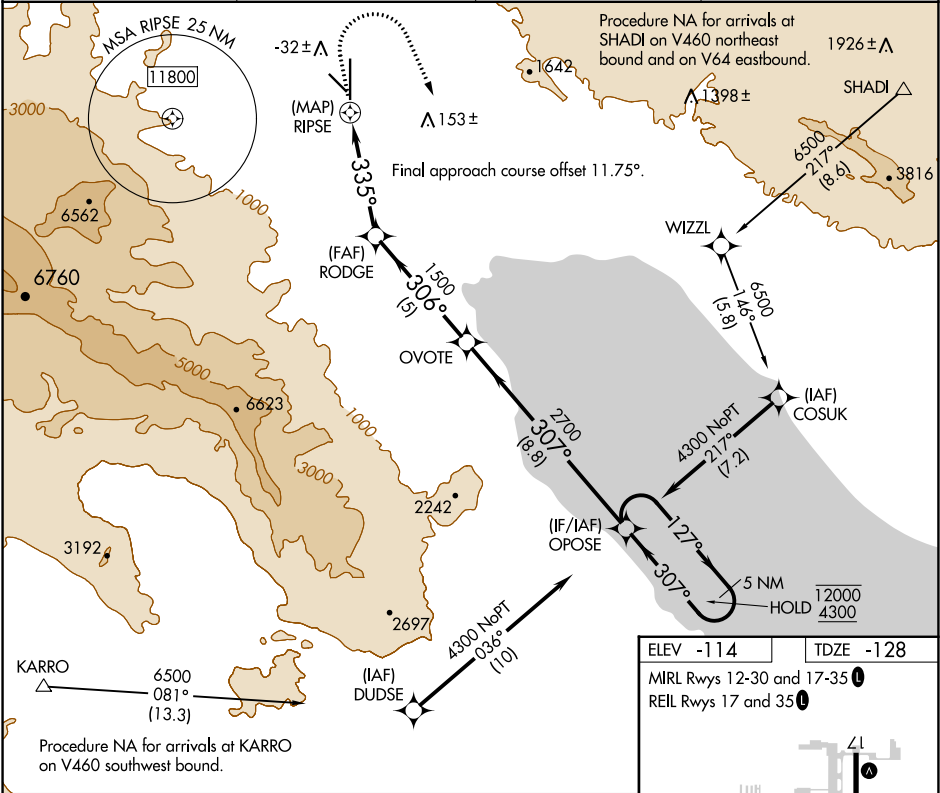 MSA RIPSE 25 NM
11800
-32±
(MAP)
RIPSE
153±
Procedure NA for arrivals at
SHADI on V460 northeast
bound and on V64 eastbound.
1926±
1642
1398±
SHADI
3000
1000
335°
Final approach course offset 11.75°.
6500
217°
(8.6)
3816
6562
WIZZL
(FAF)
RODGE
6760
1500
306°
(5)
6500
146°
(5.8)
OVOTE
5000
6623
1000
3000
2700
307°
(8.8)
(IAF)
COSUK
4300 NoPT
217°
(7.2)
2242
(IF/IAF)
OPOSE
127°
307°
5 NM
HOLD
12000
4300
3192
2697
4300 NoPT
036°
(10)
KARRO
6500
081°
(13.3)
(IAF)
DUDSE
Procedure NA for arrivals at KARRO
on V460 southwest bound.
ELEV -114
TDZE -128
MIRL Rwys 12-30 and 17-35 L
REIL Rwys 17 and 35 L
17
A